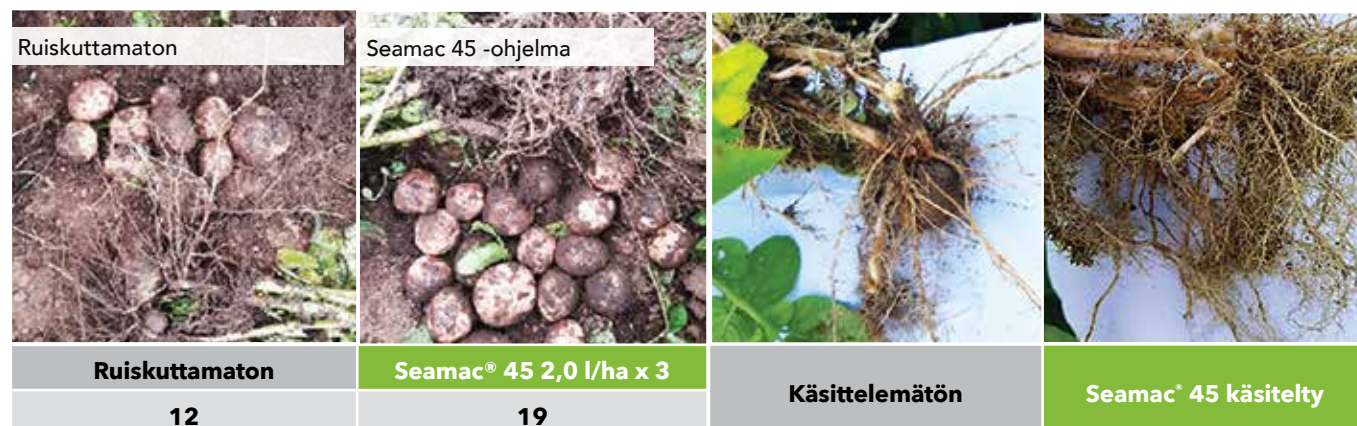 Ruiskuttamaton
Seamac 45 -ohjelma
Ruiskuttamaton
Seamac® 45 2,0 l/ha x 3
12
19
Käsittelemätön
Seamac® 45 käsitelty